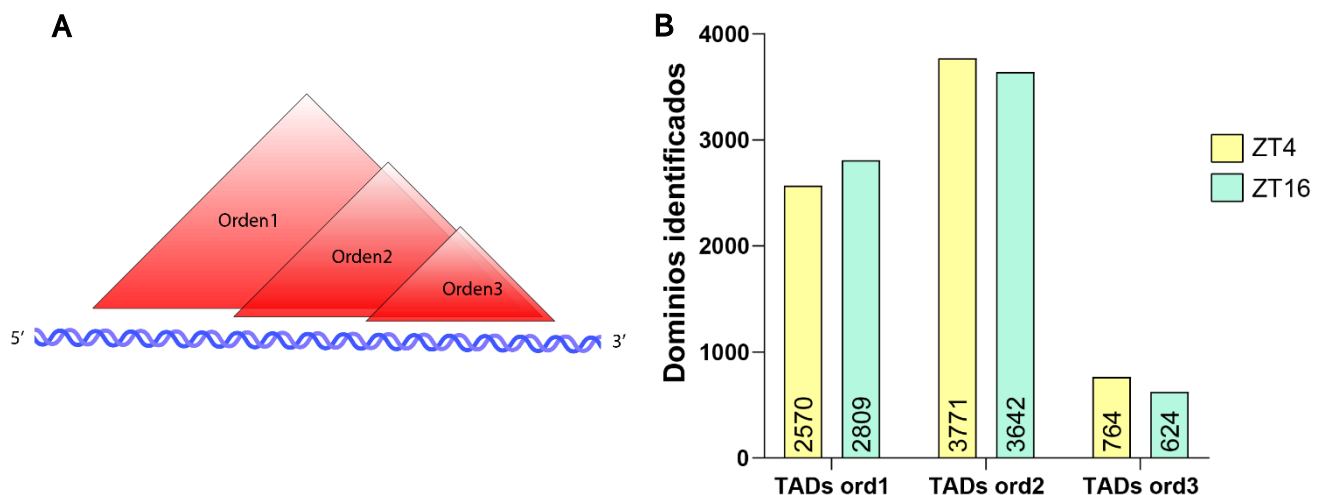 A
Orden1
Orden2
Orden3
5’
3’
B
Dominios identificados
4000
3000
2000
1000
0
2570
2809
3771
3642
764
624
TADs ord1
TADs ord2
TADs ord3
ZT4
ZT16